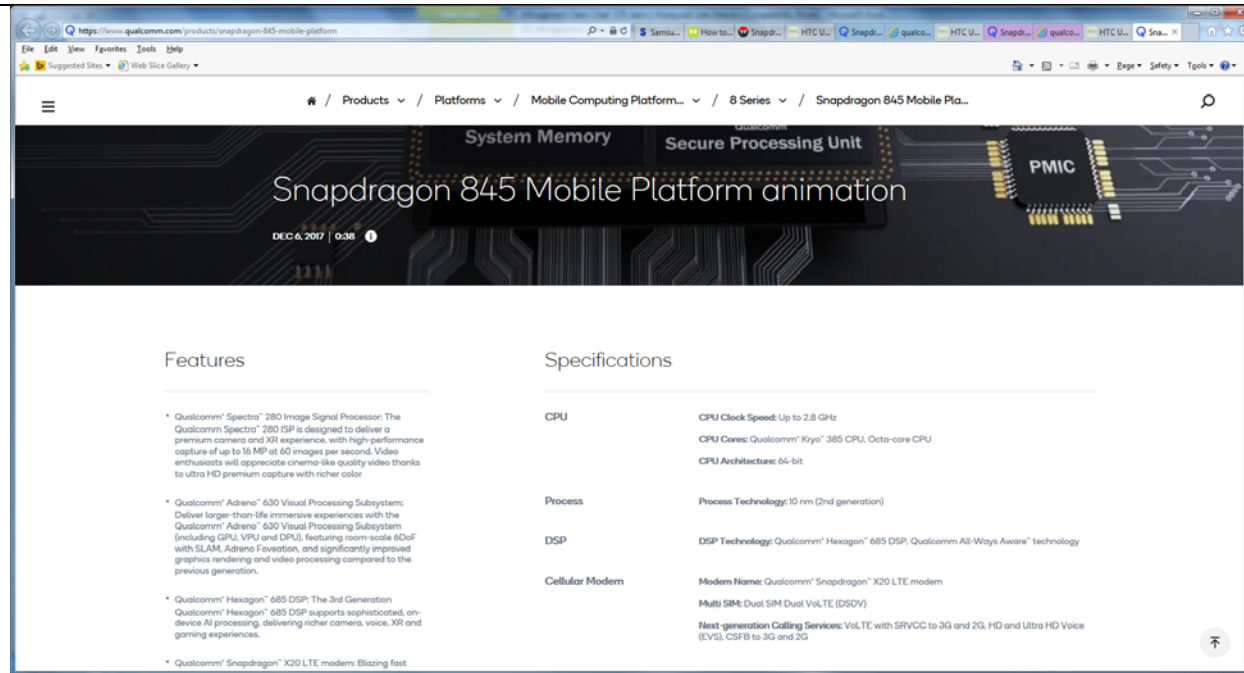 https://www.qualcomm.com/products/snapdragon-845-mobile-platform
Samsu... How to... Snapdr... HTC U... Snapdr... qualco... HTC U... Snapdr... qualco... HTC U... Sna...
File Edit View Favorites Tools Help
Suggested Sites Web Slice Gallery Page Safety Tools
/ Products / Platforms / Mobile Computing Platform... / 8 Series / Snapdragon 845 Mobile Pla...
System Memory
Qualcomm
Secure Processing Unit
PMIC
Snapdragon 845 Mobile Platform animation
DEC 6, 2017 | 0:38
Features
• Qualcomm® Spectra™ 280 Image Signal Processor: The
Qualcomm Spectra™ 280 ISP is designed to deliver a
premium camera and XR experience, with high-performance
capture of up to 16 MP at 60 images per second. Video
enthusiasts will appreciate cinema-like quality video thanks
to ultra HD premium capture with richer color
• Qualcomm® Adreno™ 630 Visual Processing Subsystem:
Deliver larger-than-life immersive experiences with the
Qualcomm® Adreno™ 630 Visual Processing Subsystem
(including GPU, VPU and DPU), featuring room-scale 6DoF
with SLAM, Adreno Foveation, and significantly improved
graphics rendering and video processing compared to the
previous generation.
• Qualcomm® Hexagon™ 685 DSP: The 3rd Generation
Qualcomm® Hexagon™ 685 DSP supports sophisticated, on-
device AI processing, delivering richer camera, voice, XR and
gaming experiences.
• Qualcomm® Snapdragon™ X20 LTE modem: Blazing fast
Specifications
CPU
CPU Clock Speed: Up to 2.8 GHz
CPU Cores: Qualcomm® Kryo™ 385 CPU, Octa-core CPU
CPU Architecture: 64-bit
Process
Process Technology: 10 nm (2nd generation)
DSP
DSP Technology: Qualcomm® Hexagon™ 685 DSP, Qualcomm All-Ways Aware™ technology
Cellular Modem
Modem Name: Qualcomm® Snapdragon™ X20 LTE modem
Multi SIM: Dual SIM Dual VoLTE (DSDV)
Next-generation Calling Services: VoLTE with SRVCC to 3G and 2G, HD and Ultra HD Voice
(EVS), CSFB to 3G and 2G